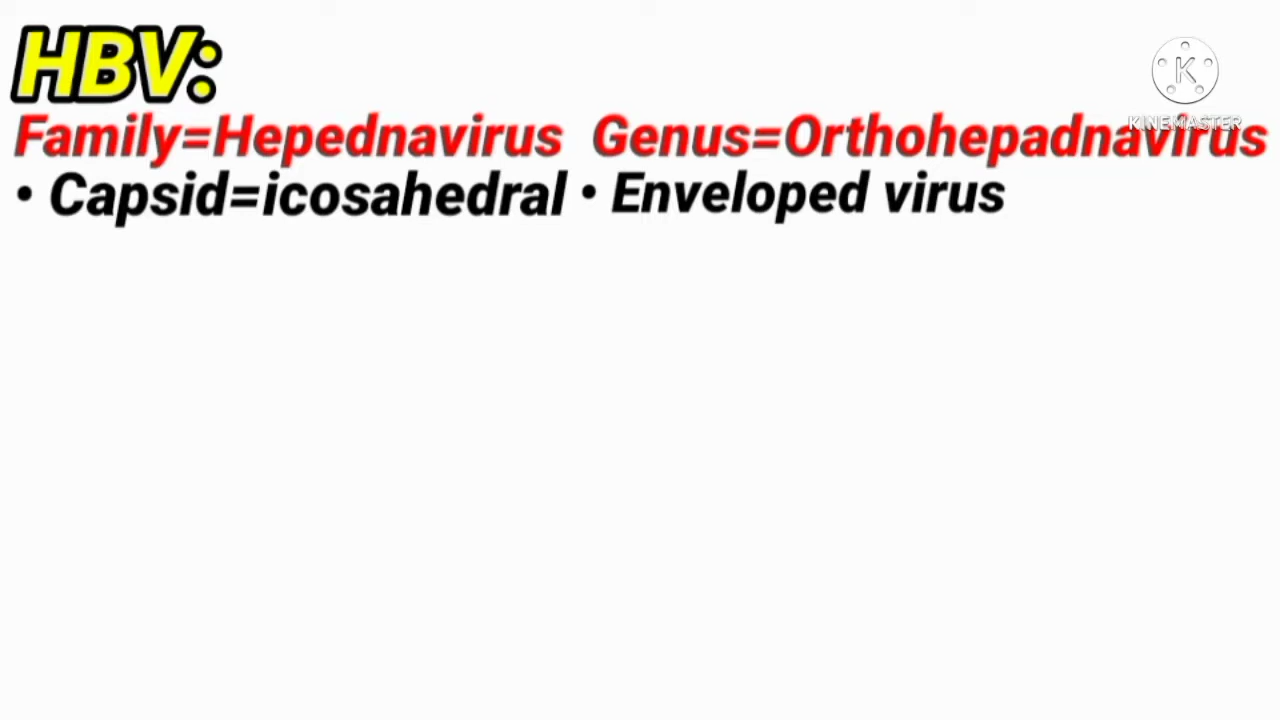 HBV:
K
KINEMASTER
Family=Hepednavirus Genus=Orthohepadnavirus
• Capsid=icosahedral • Enveloped virus